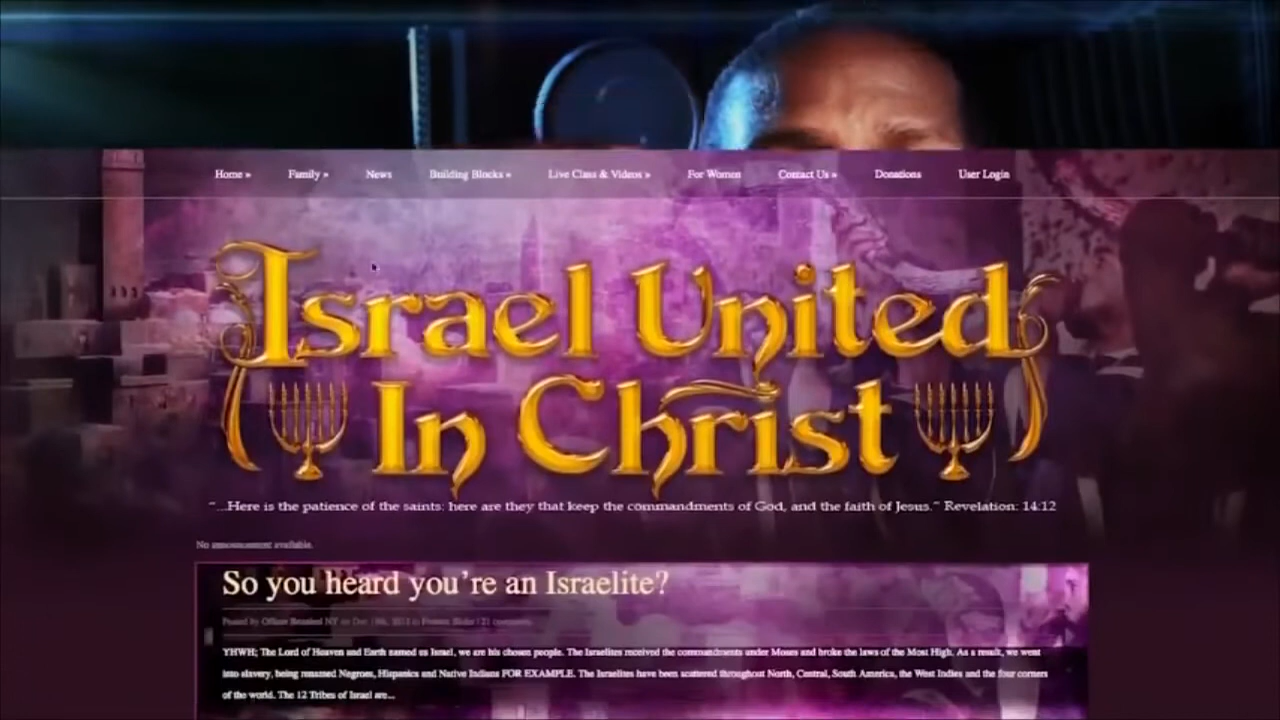 Home »
Family »
News
Building Blocks »
Live Class & Videos »
For Women
Contact Us »
Donations
User Login
Israel United
In Christ
“...Here is the patience of the saints: here are they that keep the commandments of God, and the faith of Jesus.” Revelation: 14:12
No announcement available.
So you heard you’re an Israelite?
Posted by Officer
YHWH; The Lord of Heaven and Earth named us Israel, we are his chosen people. The Israelites received the commandments under Moses and broke the laws of the Most High. As a result, we went
into slavery, being renamed Negroes, Hispanics and Native Indians FOR EXAMPLE. The Israelites have been scattered throughout North, Central, South America, the West Indies and the four corners
of the world. The 12 Tribes of Israel are...